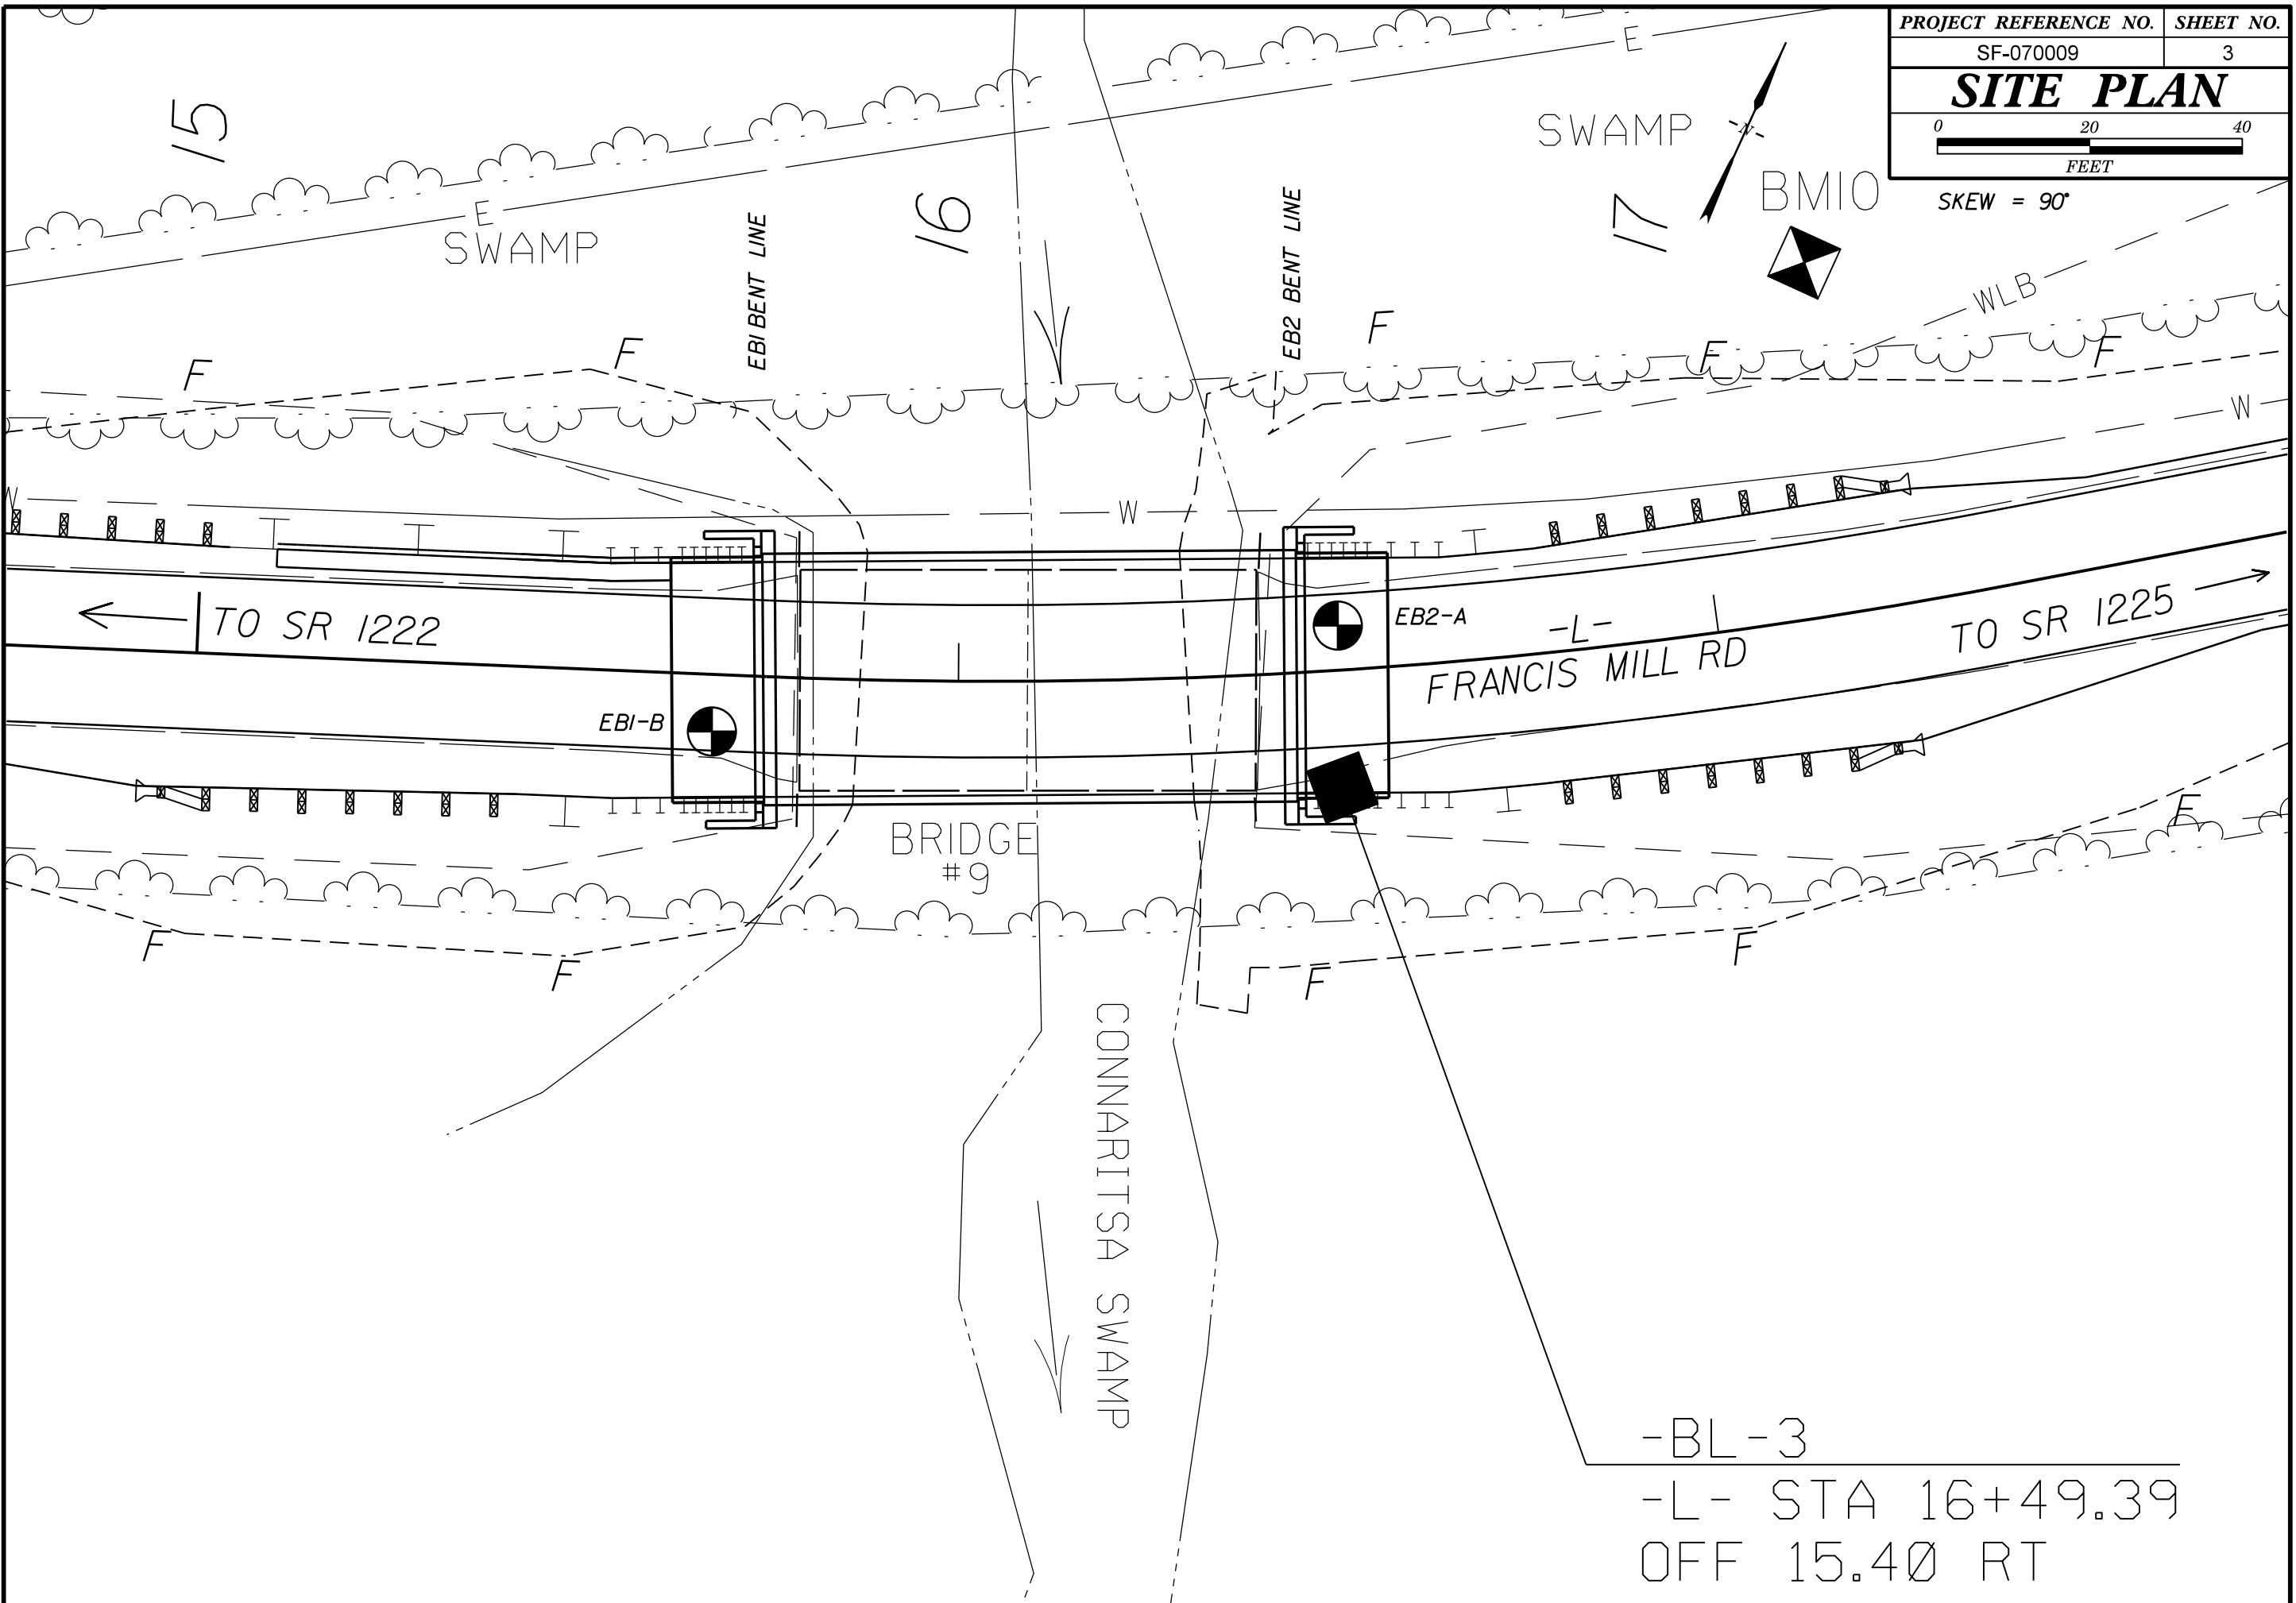 PROJECT REFERENCE NO. SHEET NO.
SF-070009 3
SITE PLAN
0 20 40
FEET
SKEW = 90°
E
15
SWAMP
N
BM10
E
SWAMP
16
17
EB1 BENT LINE
EB2 BENT LINE
WLB
F
F
F
F
F
W
W
W
TO SR 1222
EB2-A
-L-
FRANCIS MILL RD
TO SR 1225
EB1-B
BRIDGE
#9
F
F
F
F
F
CONNARITSA SWAMP
-BL-3
-L- STA 16+49.39
OFF 15.40 RT